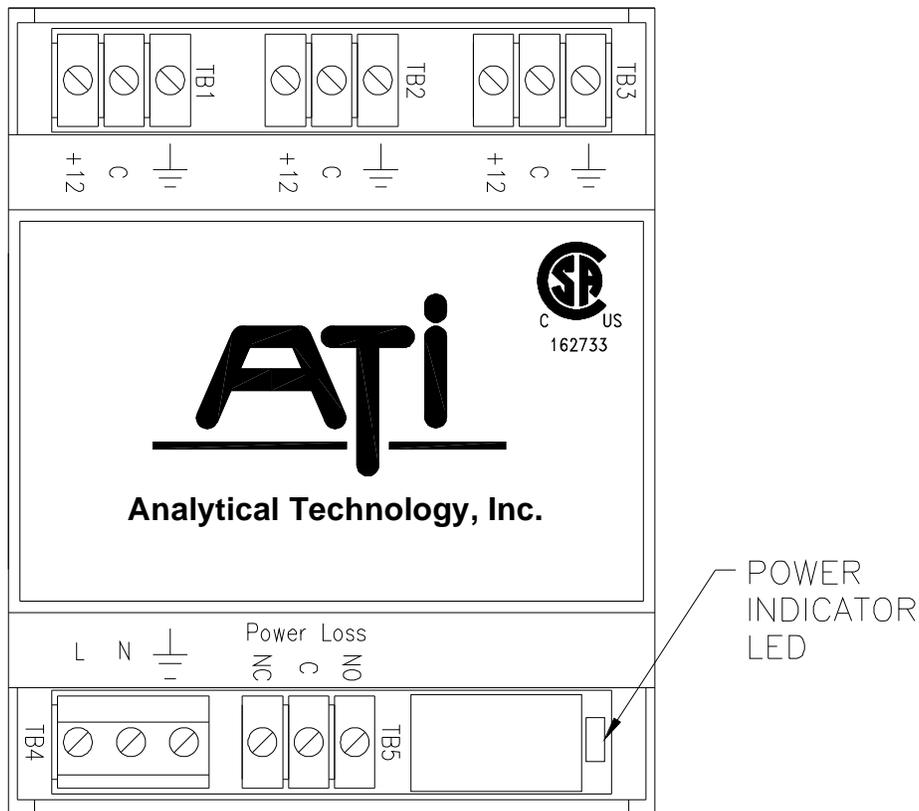 TB1
TB2
TB3
+12 C
+12 C
+12 C
CSA
C US
162733
ATi
Analytical Technology, Inc.
POWER
INDICATOR
LED
L N
Power Loss
NC C NO
TB4
TB5